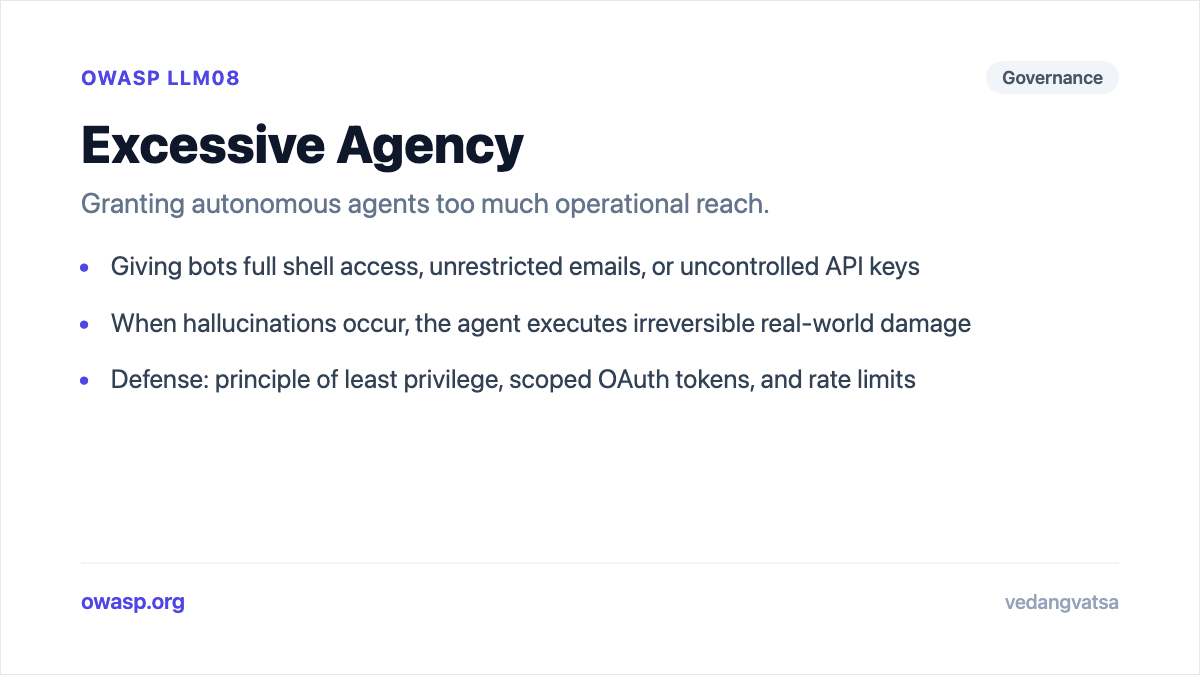 OWASP LLM08
Governance
Excessive Agency
Granting autonomous agents too much operational reach.
• Giving bots full shell access, unrestricted emails, or uncontrolled API keys
• When hallucinations occur, the agent executes irreversible real-world damage
• Defense: principle of least privilege, scoped OAuth tokens, and rate limits
owasp.org
vedangvatsa